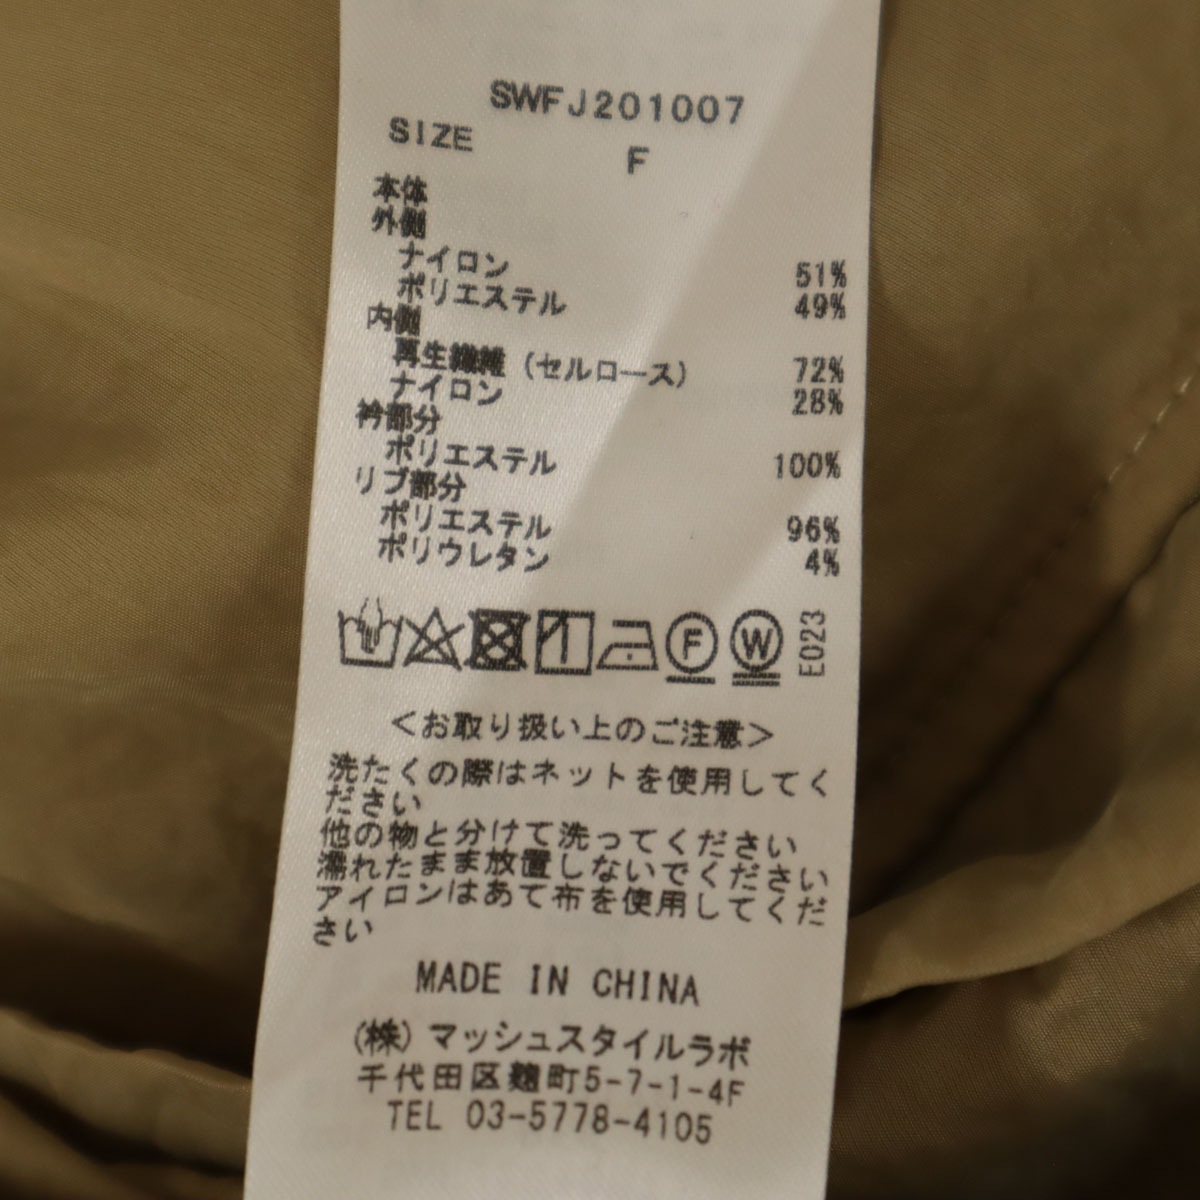 SWFJ201007
SIZE F
本体
外側
ナイロン 51%
ポリエステル 49%
内側
再生繊維(セルロース) 72%
ナイロン 28%
衿部分
ポリエステル 100%
リブ部分
ポリエステル 96%
ポリウレタン 4%
F W E023
<お取り扱い上のご注意>
洗たくの際はネットを使用してく
ださい
他の物と分けて洗ってください
濡れたまま放置しないでください
アイロンはあて布を使用してくだ
さい
MADE IN CHINA
(株)マッシュスタイルラボ
千代田区麹町5-7-1-4F
TEL 03-5778-4105